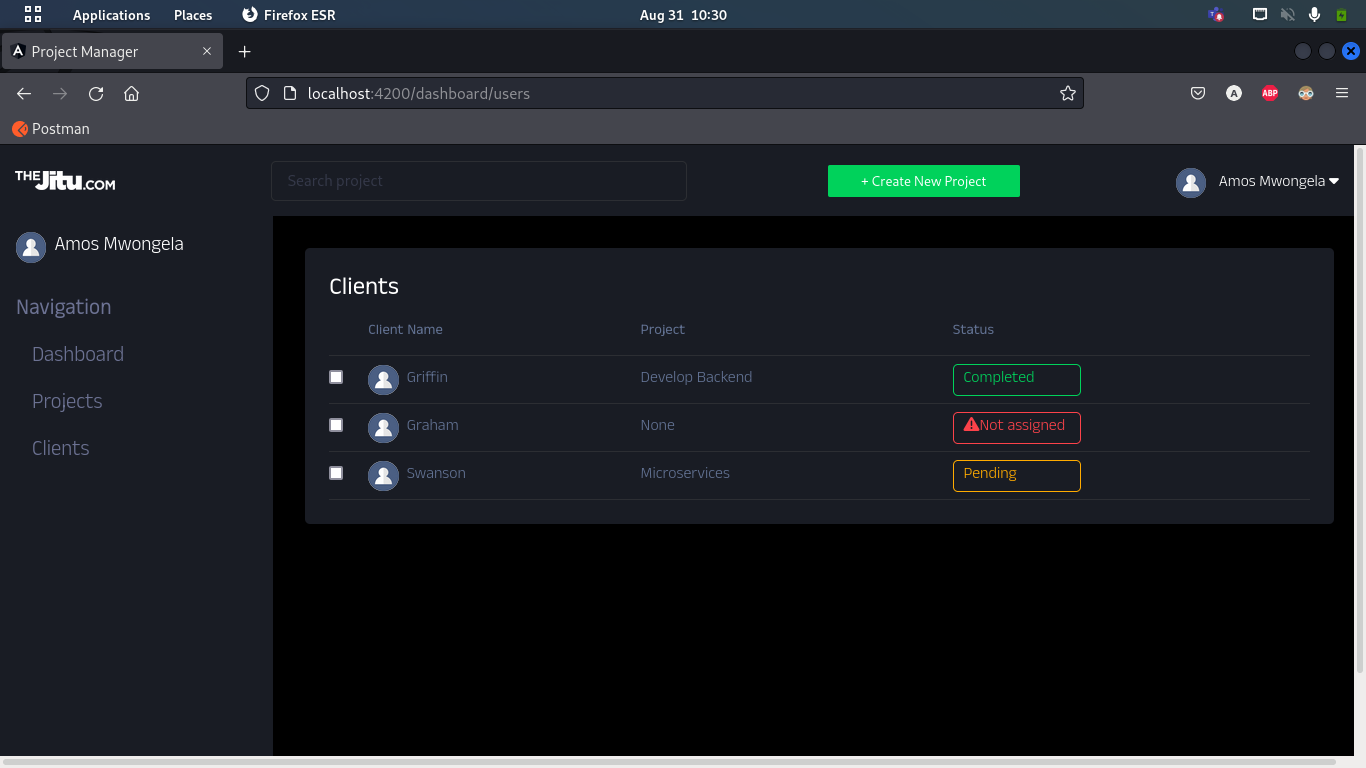 Applications Places Firefox ESR Aug 31 10:30
Project Manager
localhost:4200/dashboard/users
A ABP
Postman
THE Jitu.COM Search project + Create New Project Amos Mwongela
Amos Mwongela
Navigation
Dashboard
Projects
Clients
Clients
Client Name Project Status
Griffin Develop Backend Completed
Graham None Not assigned
Swanson Microservices Pending